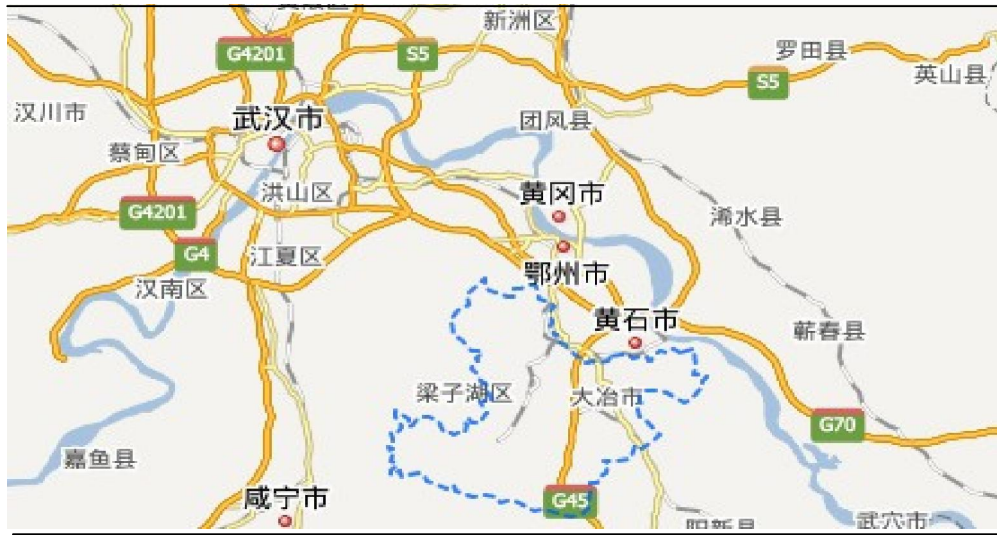 新洲区
G4201
S5
罗田县
S5
英山县
汉川市
武汉市
团风县
蔡甸区
洪山区
黄冈市
G4201
浠水县
G4
江夏区
鄂州市
汉南区
黄石市
蕲春县
梁子湖区
大冶市
G70
嘉鱼县
咸宁市
G45
阳新县
武穴市